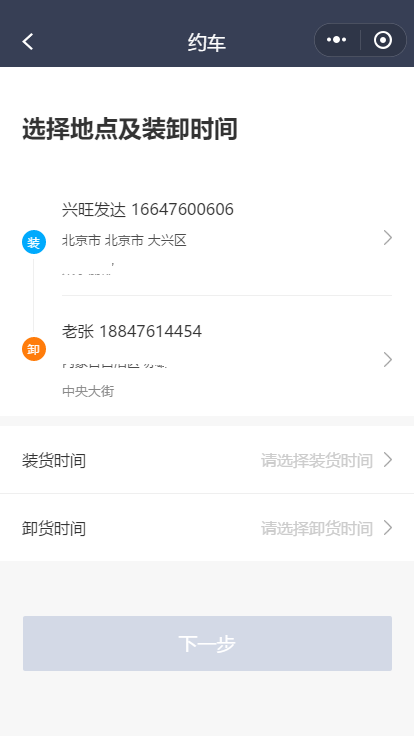 约车
选择地点及装卸时间
兴旺发达 16647600606
装
北京市 北京市 大兴区
老张 18847614454
卸
中央大街
装货时间
请选择装货时间
卸货时间
请选择卸货时间
下一步